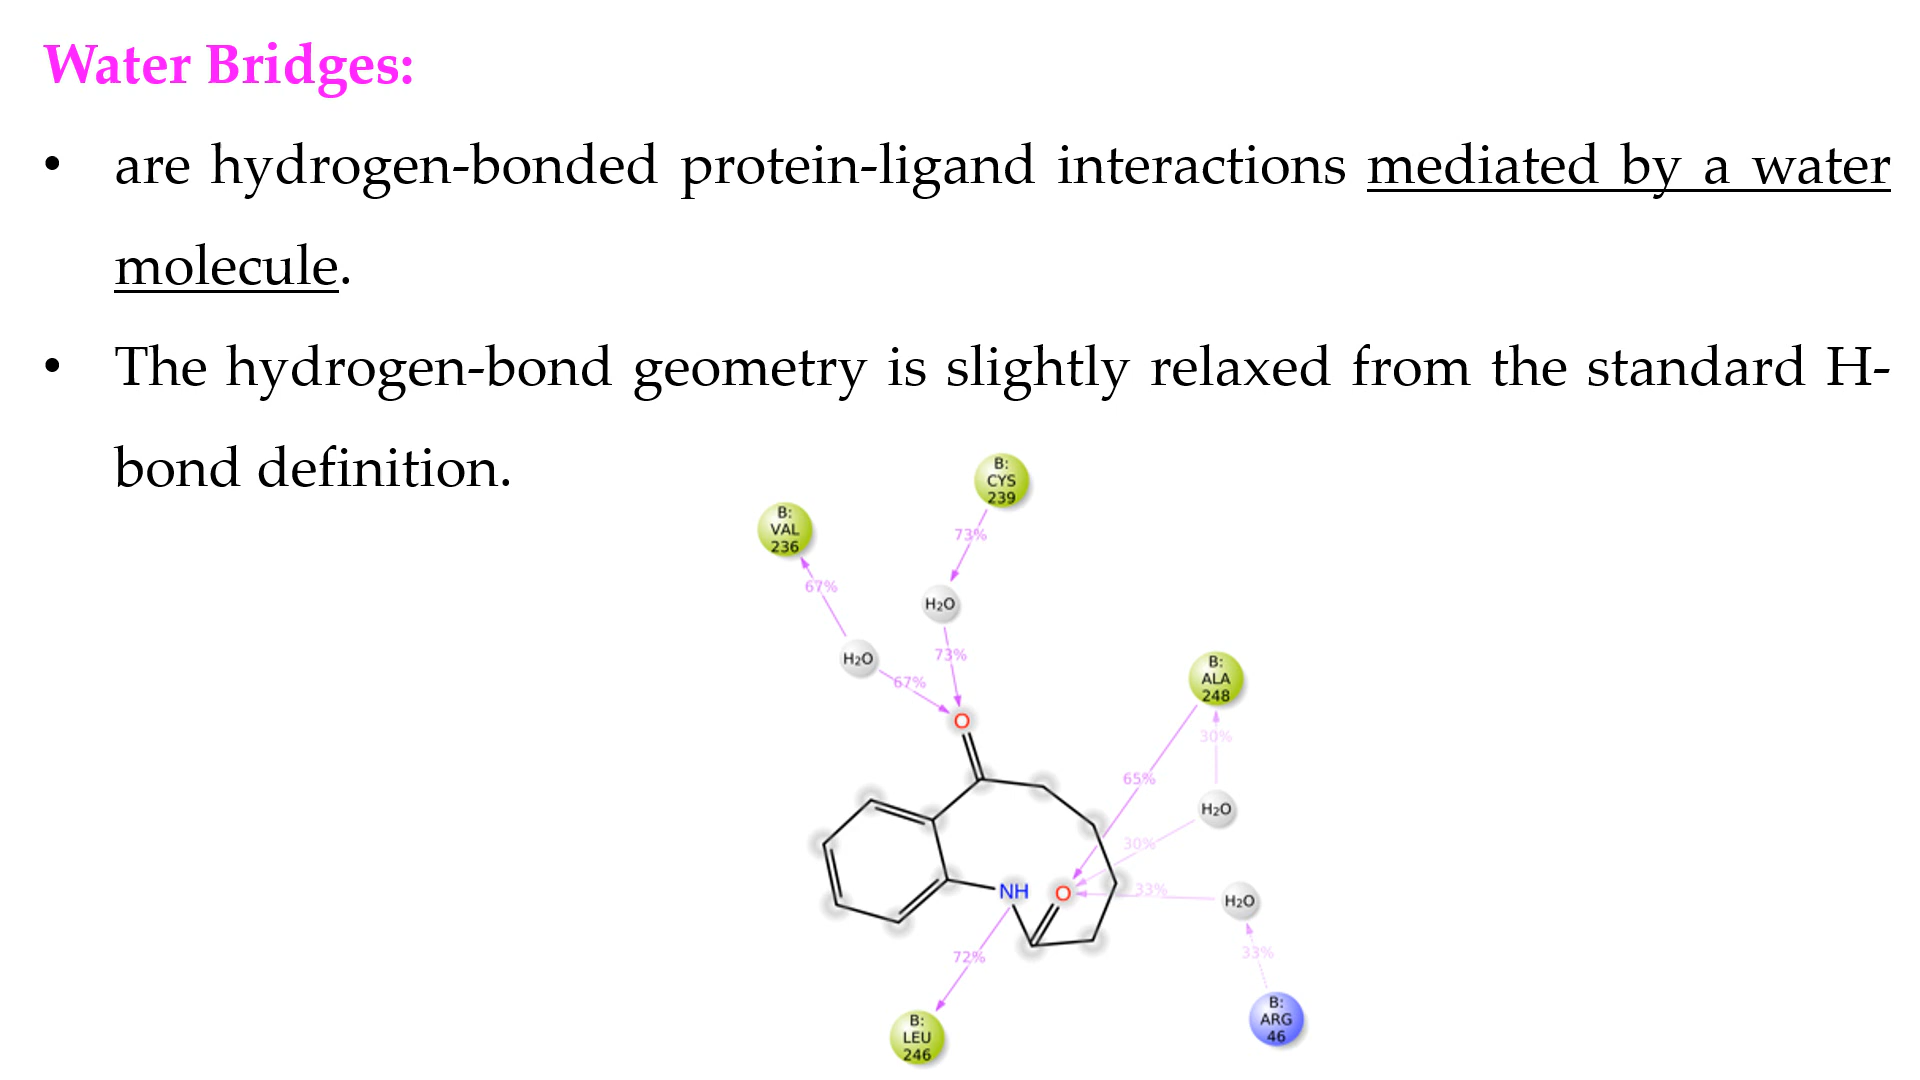 Water Bridges:
• are hydrogen-bonded protein-ligand interactions mediated by a water
molecule.
• The hydrogen-bond geometry is slightly relaxed from the standard H-
bond definition.
B:
CYS
239
B:
VAL
236
73%
67%
H₂O
H₂O
73%
67%
O
B:
ALA
248
30%
65%
H₂O
30%
NH
O
33%
H₂O
72%
33%
B:
LEU
246
B:
ARG
46